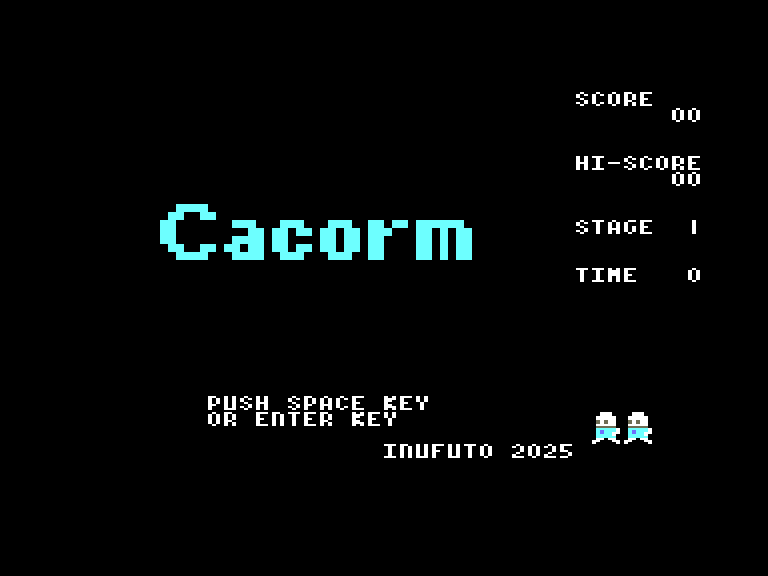 SCORE
00
HI-SCORE
00
Cacorm
STAGE 1
TIME 0
PUSH SPACE KEY
OR ENTER KEY
INUFUTO 2025